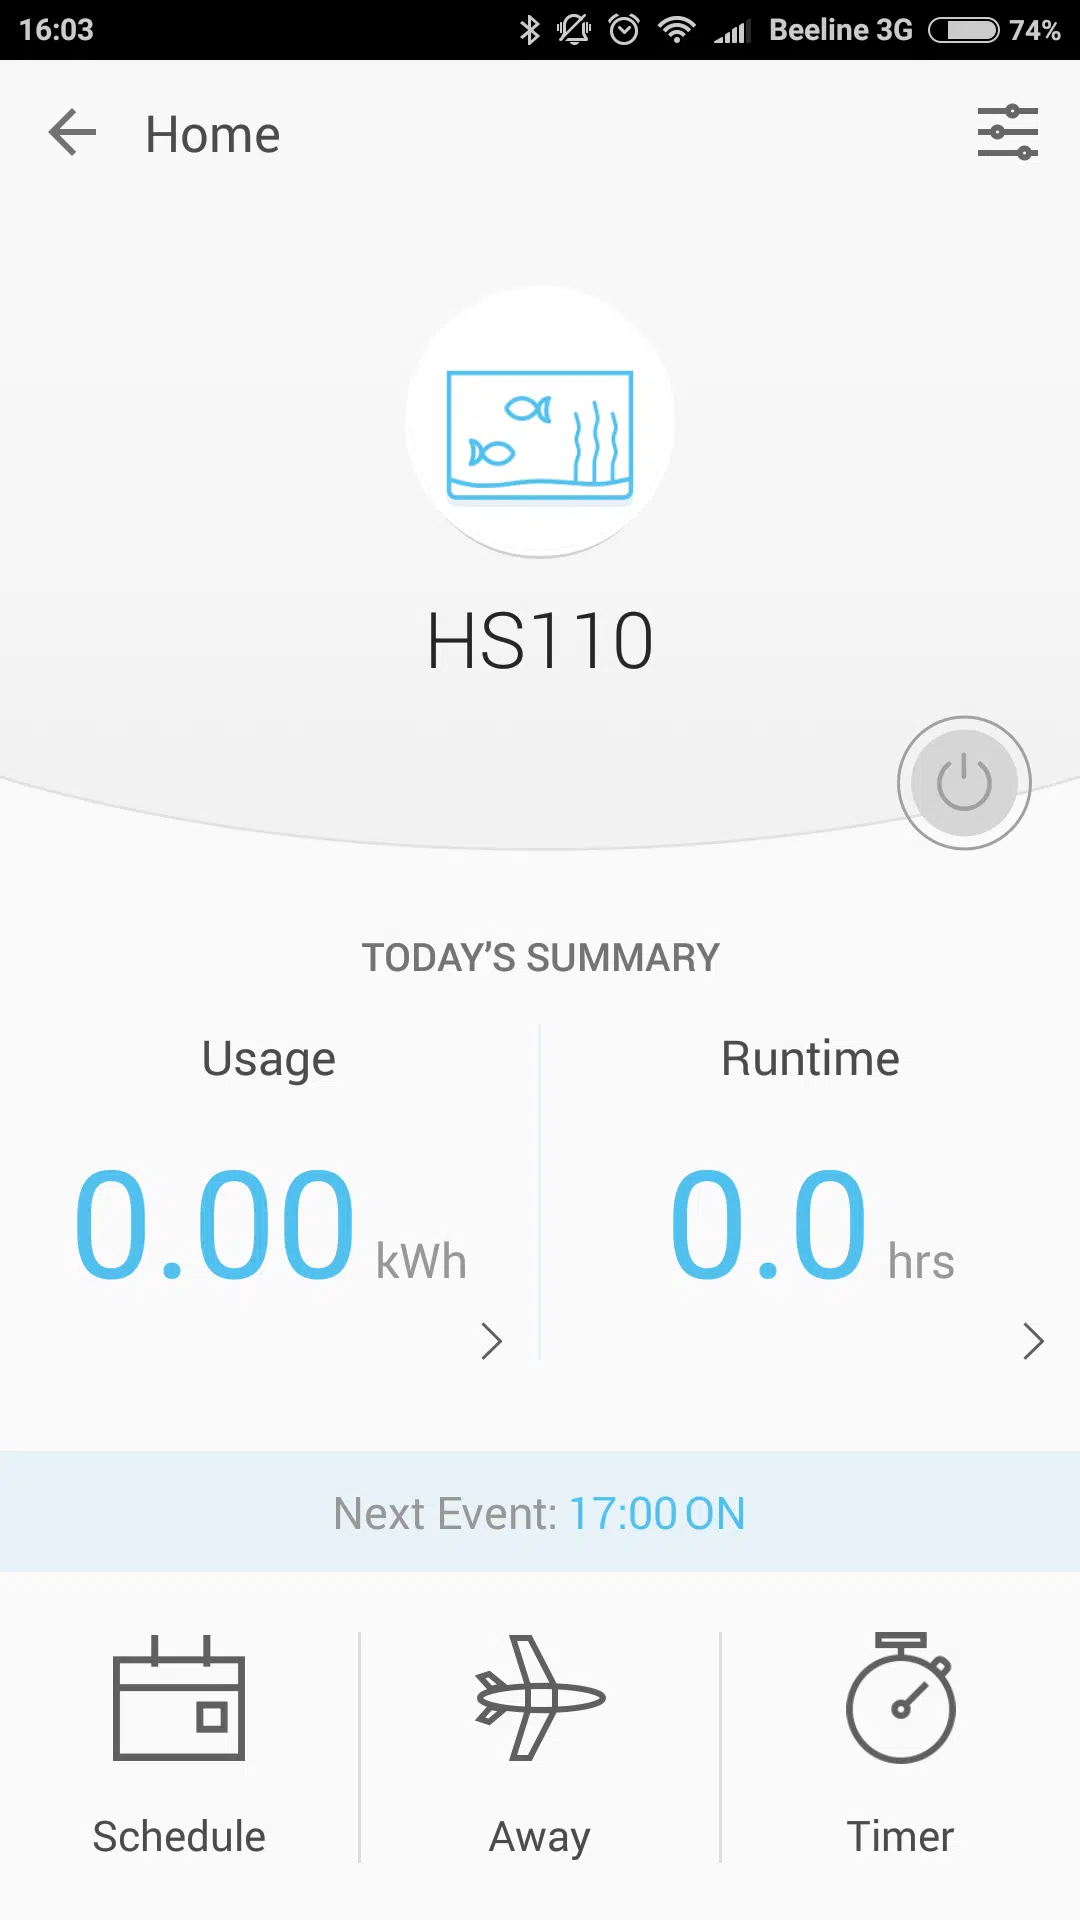 16:03 Beeline 3G 74%
Home
HS110
TODAY'S SUMMARY
Usage Runtime
0.00 kWh 0.0 hrs
Next Event: 17:00 ON
Schedule Away Timer